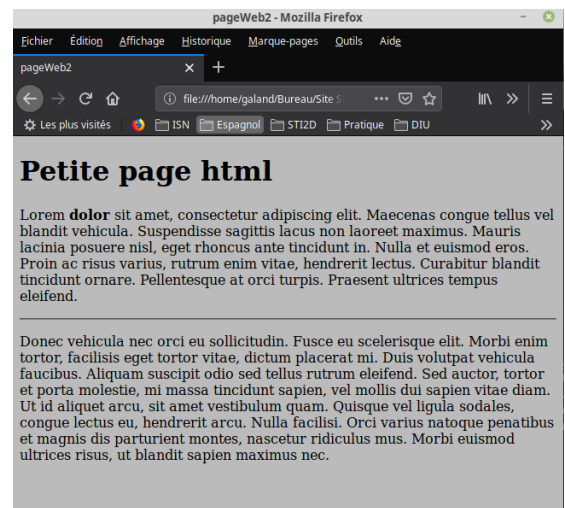 pageWeb2 - Mozilla Firefox
Fichier Édition Affichage Historique Marque-pages Outils Aide
pageWeb2
file:///home/galand/Bureau/Site S
Les plus visités ISN Espagnol STI2D Pratique DIU
Petite page html
Lorem dolor sit amet, consectetur adipiscing elit. Maecenas congue tellus vel
blandit vehicula. Suspendisse sagittis lacus non laoreet maximus. Mauris
lacinia posuere nisl, eget rhoncus ante tincidunt in. Nulla et euismod eros.
Proin ac risus varius, rutrum enim vitae, hendrerit lectus. Curabitur blandit
tincidunt ornare. Pellentesque at orci turpis. Praesent ultrices tempus
eleifend.
Donec vehicula nec orci eu sollicitudin. Fusce eu scelerisque elit. Morbi enim
tortor, facilisis eget tortor vitae, dictum placerat mi. Duis volutpat vehicula
faucibus. Aliquam suscipit odio sed tellus rutrum eleifend. Sed auctor, tortor
et porta molestie, mi massa tincidunt sapien, vel mollis dui sapien vitae diam.
Ut id aliquet arcu, sit amet vestibulum quam. Quisque vel ligula sodales,
congue lectus eu, hendrerit arcu. Nulla facilisi. Orci varius natoque penatibus
et magnis dis parturient montes, nascetur ridiculus mus. Morbi euismod
ultrices risus, ut blandit sapien maximus nec.